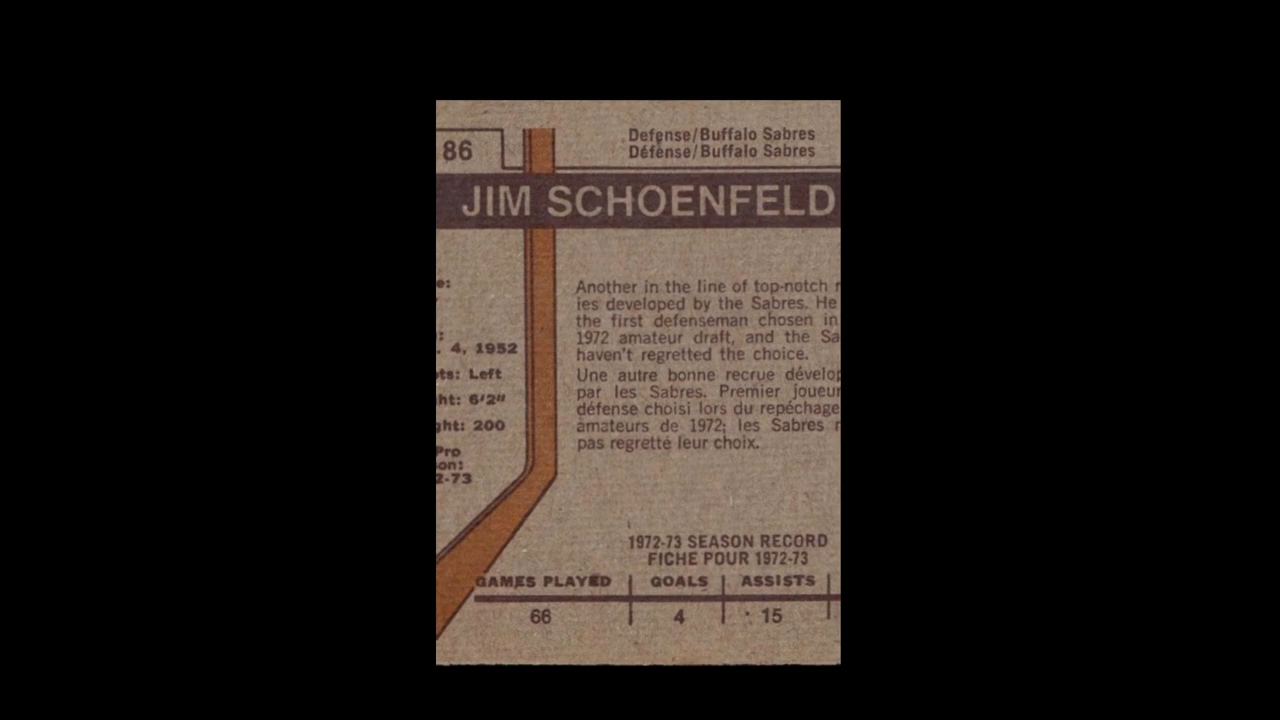 86
Defense/Buffalo Sabres
Défense/Buffalo Sabres
JIM SCHOENFELD
4, 1952
Left
6'2"
200
Pro
Another in the line of top-notch
ies developed by the Sabres. He
the first defenseman chosen in
1972 amateur draft, and the
haven't regretted the choice.
Une autre bonne recrue
par les Sabres. Premier joueur
défense choisi lors du repêchage
amateurs de 1972; les Sabres
pas regretté leur choix.
1972-73 SEASON RECORD
FICHE POUR 1972-73
GAMES PLAYED GOALS ASSISTS
66 4 15